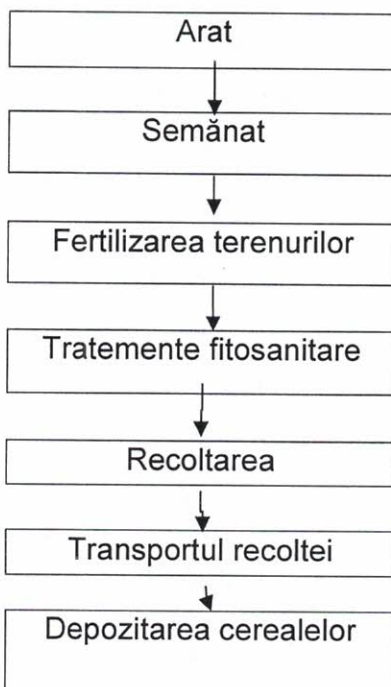 Arat
Semănat
Fertilizarea terenurilor
Tratemente fitosanitare
Recoltarea
Transportul recoltei
Depozitarea cerealelor